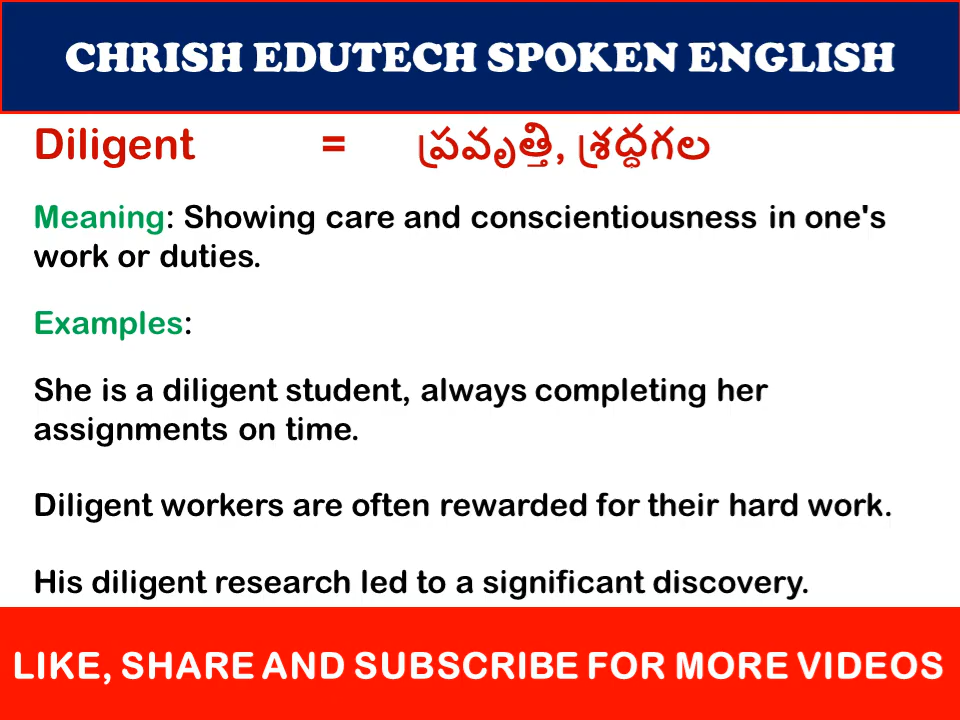 CHRISH EDUTECH SPOKEN ENGLISH
Diligent = ప్రవృత్తి, శ్రద్ధగల
Meaning: Showing care and conscientiousness in one's
work or duties.
Examples:
She is a diligent student, always completing her
assignments on time.
Diligent workers are often rewarded for their hard work.
His diligent research led to a significant discovery.
LIKE, SHARE AND SUBSCRIBE FOR MORE VIDEOS